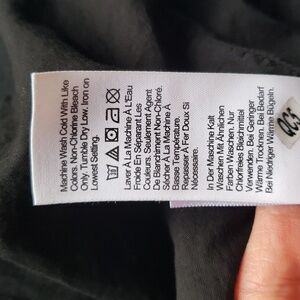 Machine Wash Cold With Like
Colors. Non-Chlorine Bleach
Only. Tumble Dry Low. Iron on
Lowest Setting.
Laver À La Machine À L'Eau
Froide En Séparant Les
Couleurs. Seulement Agent
de Blanchiment Non-Chloré.
Sécher À La Machine À
Basse Température.
Repasser À Fer Doux Si
Nécessaire.
In Der Maschine Kalt
Waschen Mit Ähnlichen
Farben Waschen. Nur
Chlorfreies Bleichmittel
Verwenden. Bei Geringer
Wärme Trocknen. Bei Bedarf
Bei Niedriger Wärme Bügeln.